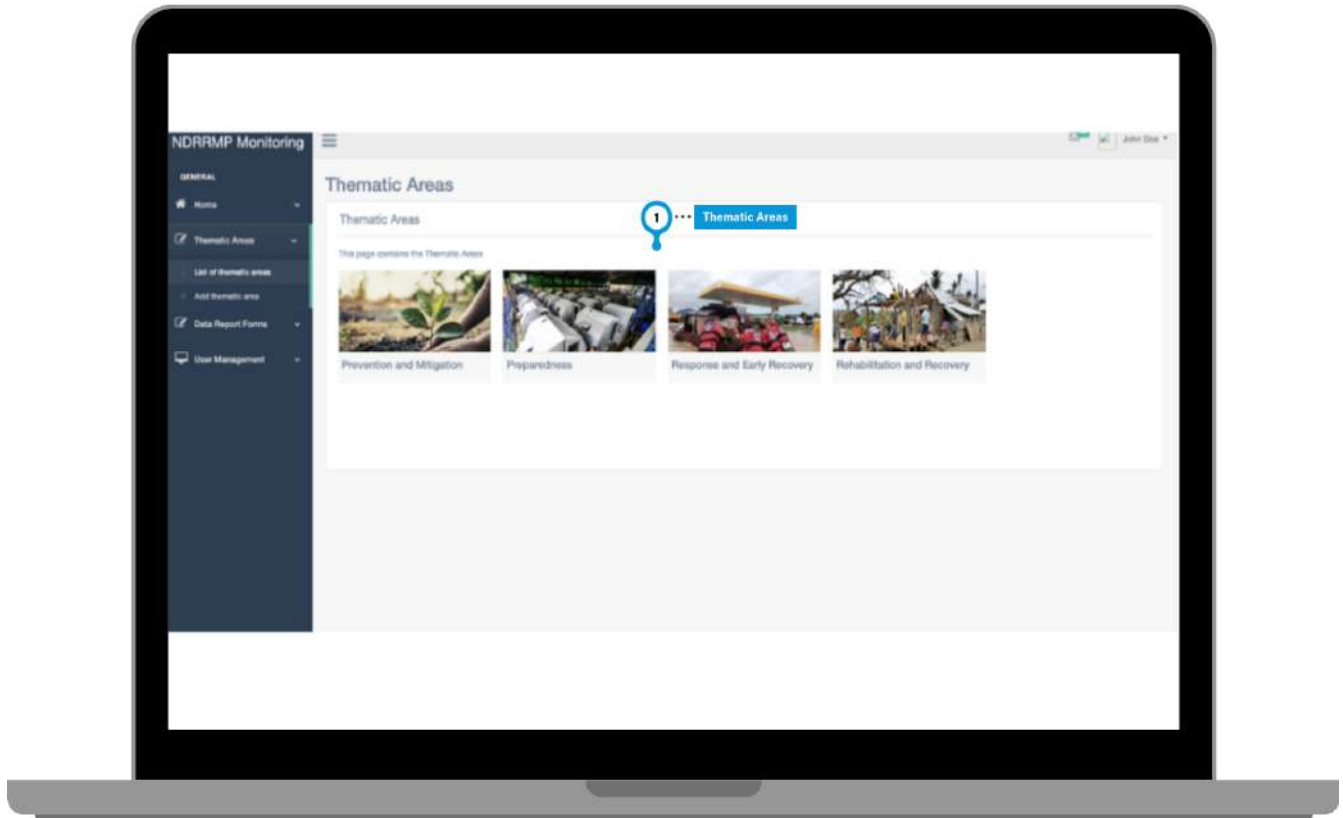 NDRRMP Monitoring
John Doe
GENERAL
Home
Thematic Areas
List of thematic areas
Add thematic area
Data Report Forms
User Management
Thematic Areas
Thematic Areas
1 ••• Thematic Areas
This page contains the Thematic Areas
Prevention and Mitigation
Preparedness
Response and Early Recovery
Rehabilitation and Recovery